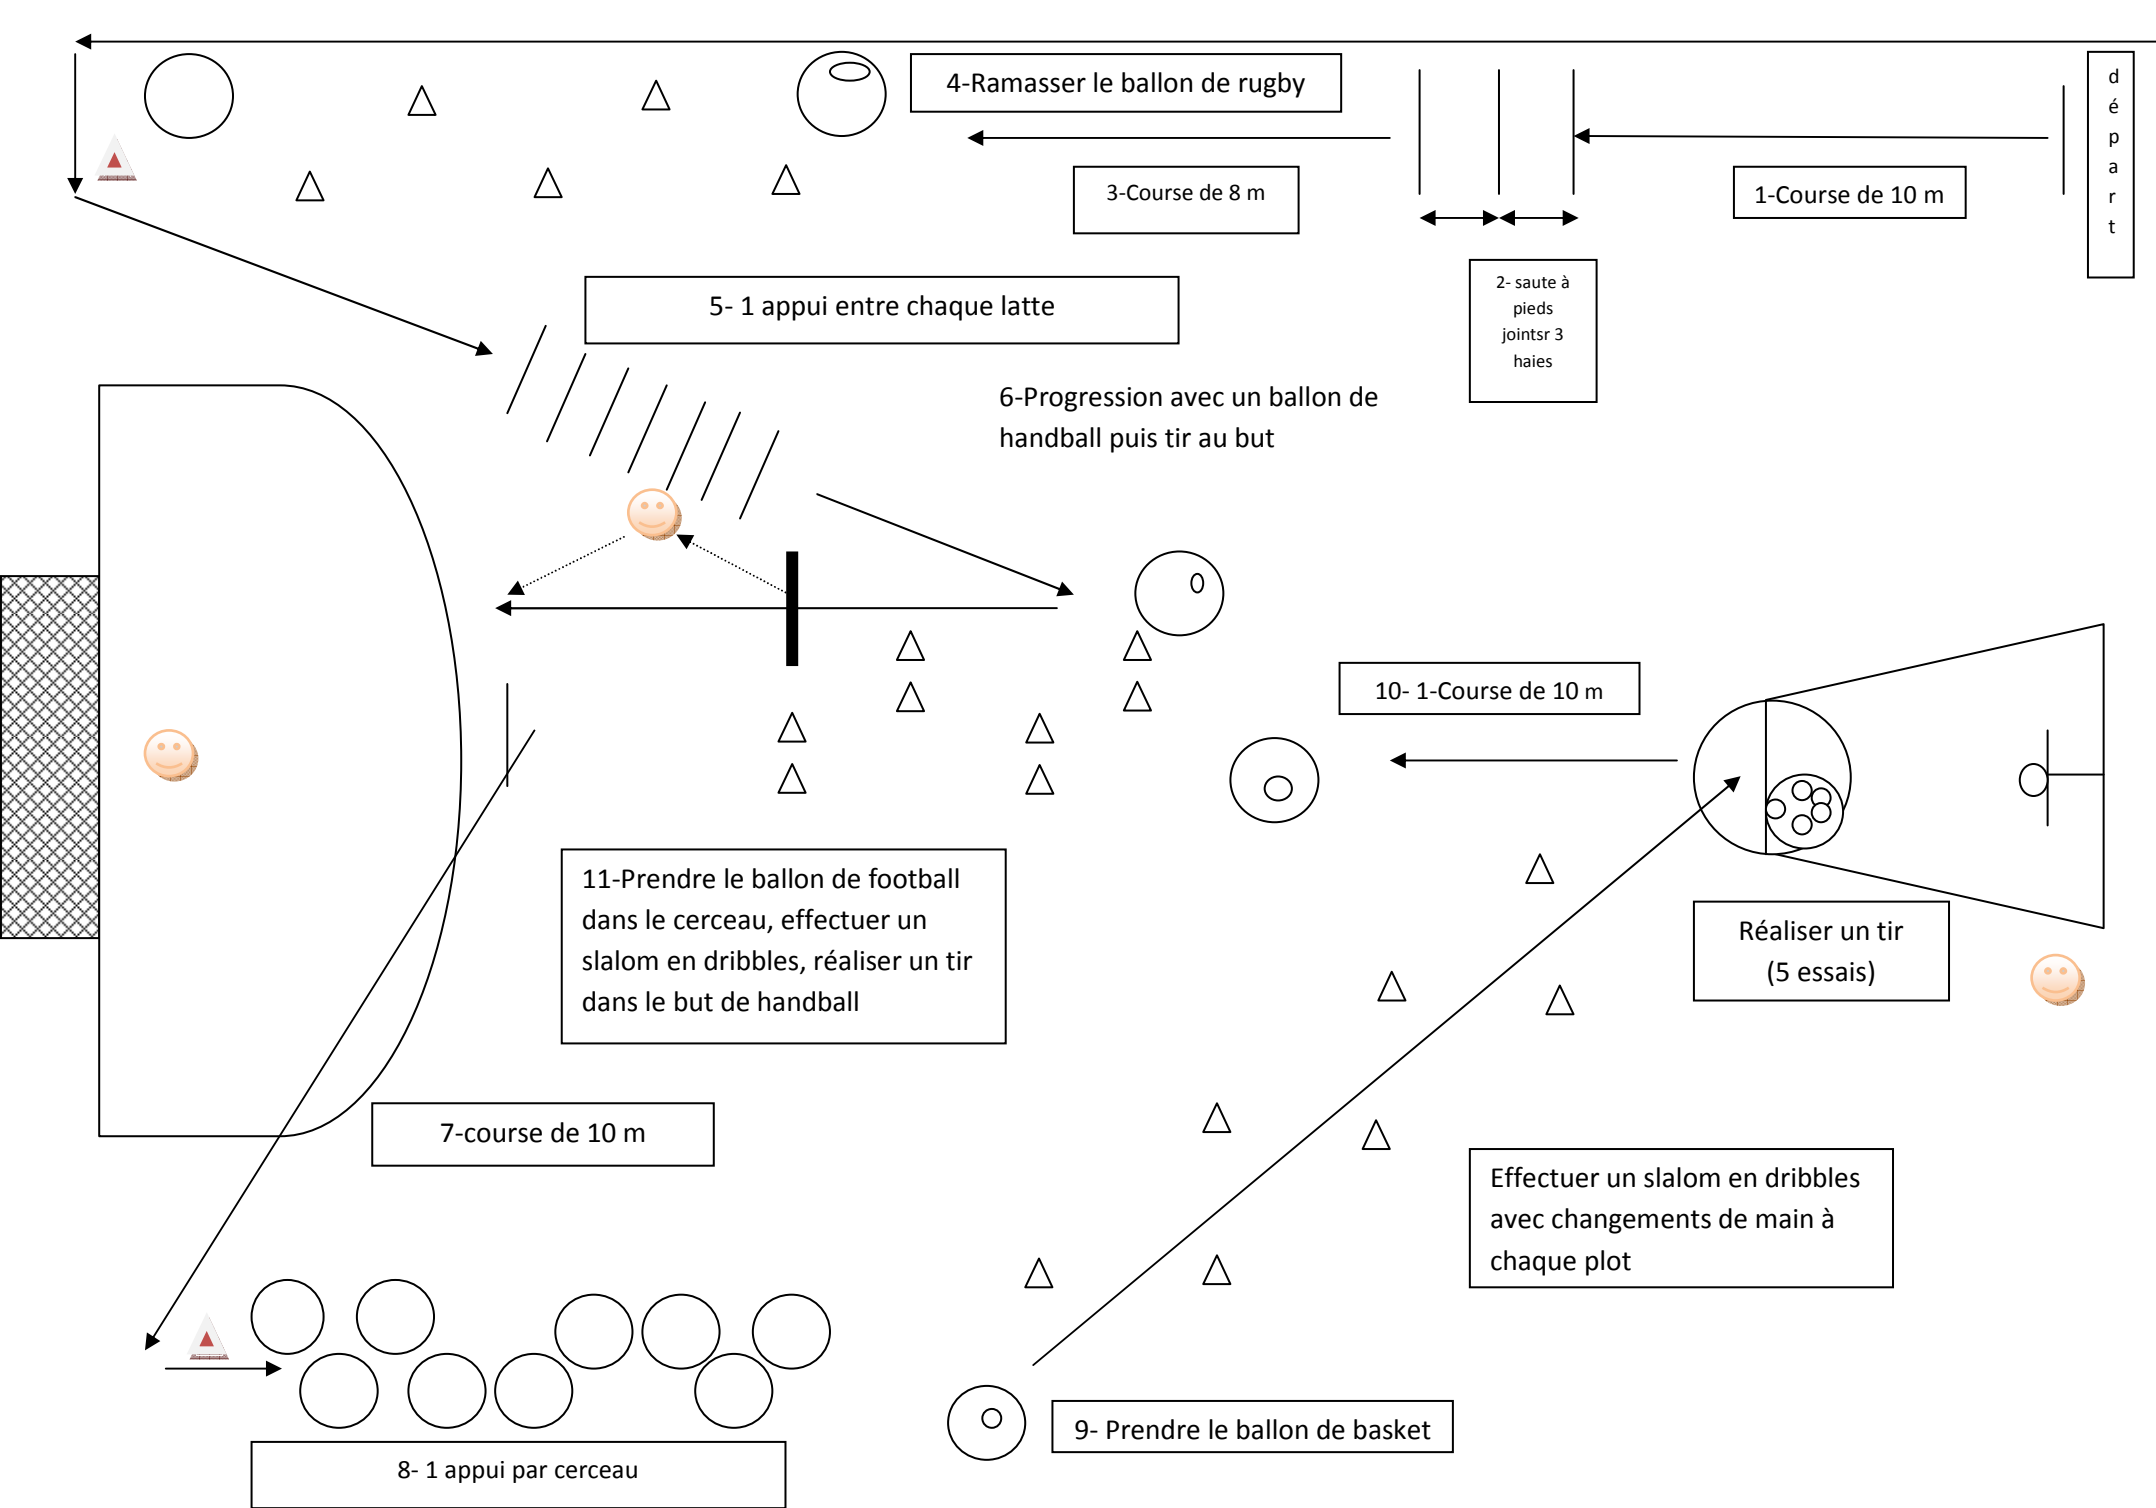 départ
4-Ramasser le ballon de rugby
3-Course de 8 m
1-Course de 10 m
2- saute à
pieds
jointsr 3
haies
5- 1 appui entre chaque latte
6-Progression avec un ballon de
handball puis tir au but
10- 1-Course de 10 m
11-Prendre le ballon de football
dans le cerceau, effectuer un
slalom en dribbles, réaliser un tir
dans le but de handball
Réaliser un tir
(5 essais)
7-course de 10 m
Effectuer un slalom en dribbles
avec changements de main à
chaque plot
9- Prendre le ballon de basket
8- 1 appui par cerceau